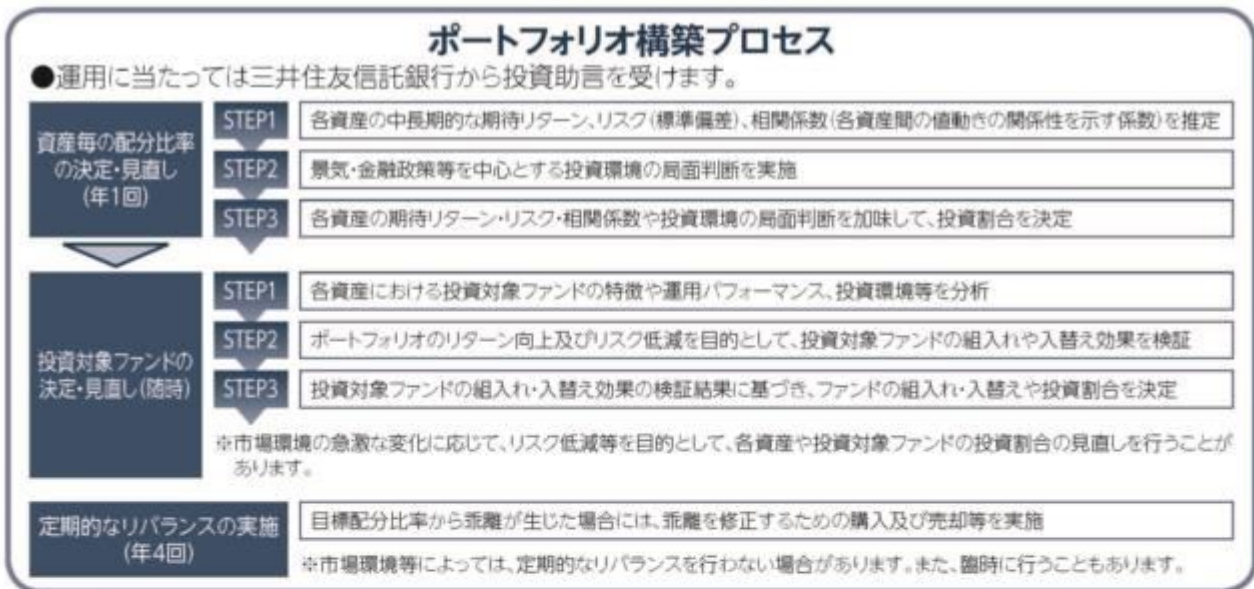 ポートフォリオ構築プロセス
●運用に当たっては三井住友信託銀行から投資助言を受けます。
資産毎の配分比率
の決定・見直し
(年1回)
STEP1
各資産の中長期的な期待リターン、リスク(標準偏差)、相関係数(各資産間の値動きの関係性を示す係数)を推定
STEP2
景気・金融政策等を中心とする投資環境の局面判断を実施
STEP3
各資産の期待リターン・リスク・相関係数や投資環境の局面判断を加味して、投資割合を決定
投資対象ファンドの
決定・見直し(随時)
STEP1
各資産における投資対象ファンドの特徴や運用パフォーマンス、投資環境等を分析
STEP2
ポートフォリオのリターン向上及びリスク低減を目的として、投資対象ファンドの組入れや入替え効果を検証
STEP3
投資対象ファンドの組入れ・入替え効果の検証結果に基づき、ファンドの組入れ・入替えや投資割合を決定
※市場環境の急激な変化に応じて、リスク低減等を目的として、各資産や投資対象ファンドの投資割合の見直しを行うことが
あります。
定期的なリバランスの実施
(年4回)
目標配分比率から乖離が生じた場合には、乖離を修正するための購入及び売却等を実施
※市場環境等によっては、定期的なリバランスを行わない場合があります。また、臨時に行うこともあります。